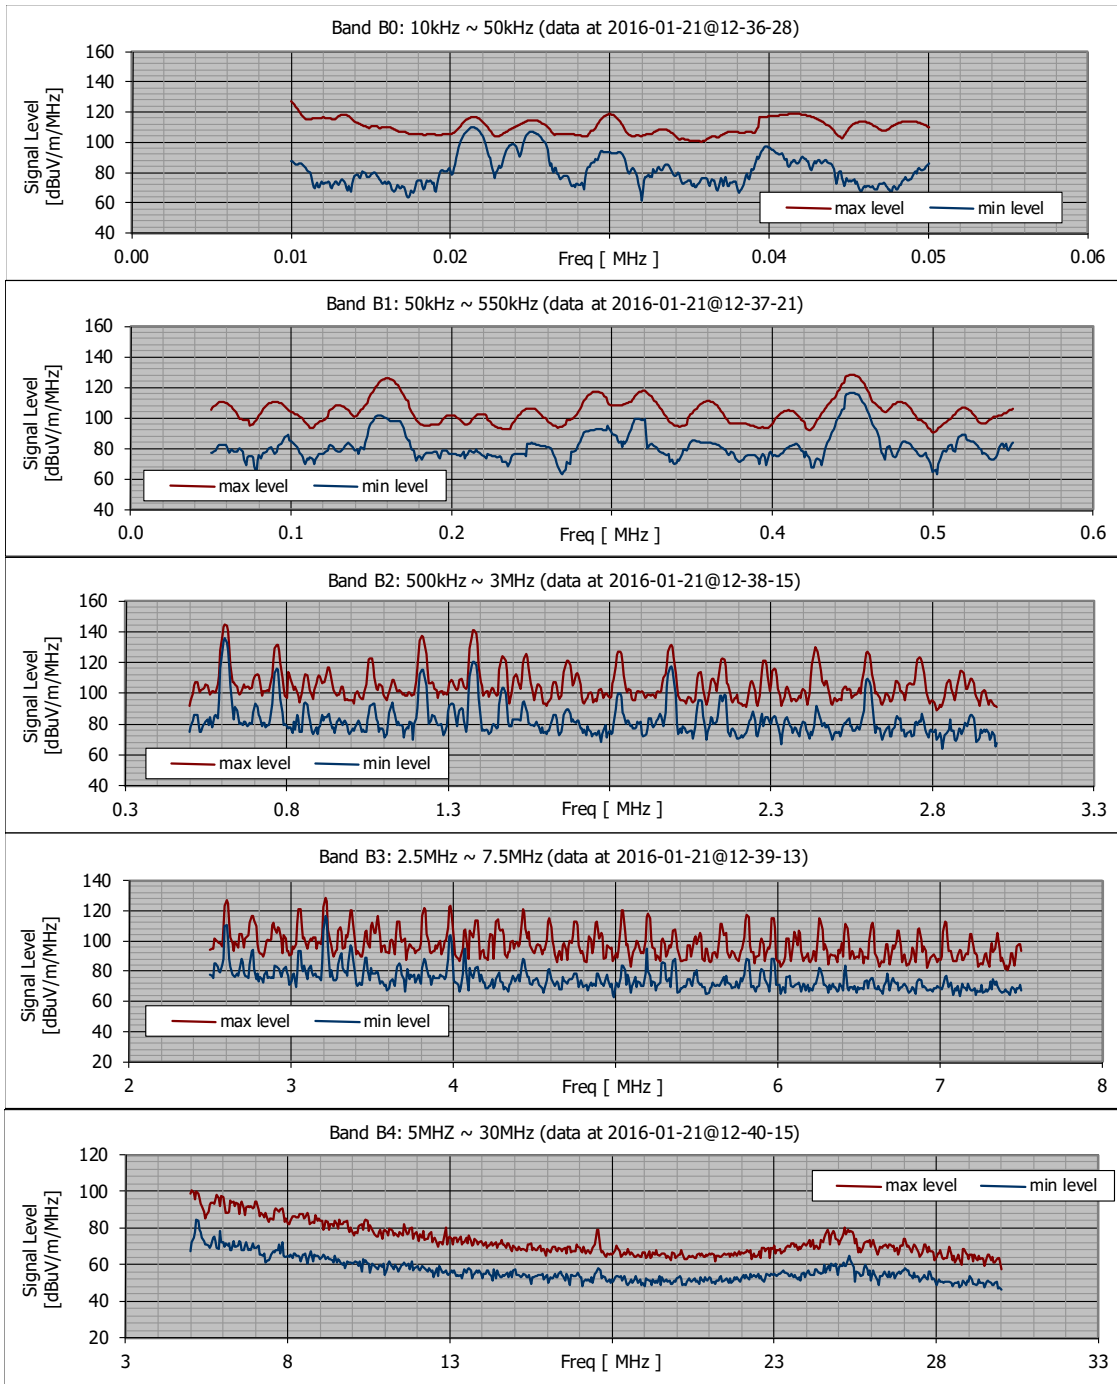 Band B0: 10kHz ~ 50kHz (data at 2016-01-21@12-36-28)
160
140
120
100
80
60
40
Signal Level
[dBuV/m/MHz]
max level min level
0.00 0.01 0.02 Freq [ MHz ] 0.04 0.05 0.06
Band B1: 50kHz ~ 550kHz (data at 2016-01-21@12-37-21)
160
140
120
100
80
60
40
Signal Level
[dBuV/m/MHz]
max level min level
0.0 0.1 0.2 Freq [ MHz ] 0.4 0.5 0.6
Band B2: 500kHz ~ 3MHz (data at 2016-01-21@12-38-15)
160
140
120
100
80
60
40
Signal Level
[dBuV/m/MHz]
max level min level
0.3 0.8 1.3 Freq [ MHz ] 2.3 2.8 3.3
Band B3: 2.5MHz ~ 7.5MHz (data at 2016-01-21@12-39-13)
140
120
100
80
60
40
20
Signal Level
[dBuV/m/MHz]
max level min level
2 3 4 Freq [ MHz ] 6 7 8
Band B4: 5MHZ ~ 30MHz (data at 2016-01-21@12-40-15)
120
100
80
60
40
20
Signal Level
[dBuV/m/MHz]
max level min level
3 8 13 Freq [ MHz ] 23 28 33